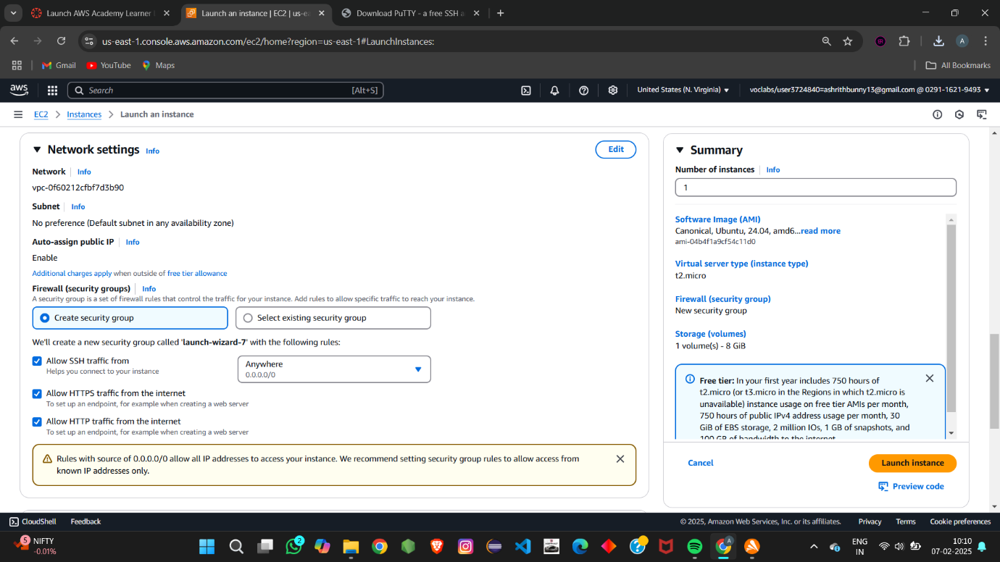 Launch AWS Academy Learner
Launch an instance | EC2 | us-ea
Download PuTTY - a free SSH a
us-east-1.console.aws.amazon.com/ec2/home?region=us-east-1#LaunchInstances:
A
Gmail
YouTube
Maps
All Bookmarks
aws
Search
[Alt+S]
United States (N. Virginia)
voclabs/user3724840=ashrithbunny13@gmail.com @ 0291-1621-9493
EC2
Instances
Launch an instance
Network settings Info
Edit
Network Info
vpc-0f60212cfbf7d3b90
Subnet Info
No preference (Default subnet in any availability zone)
Auto-assign public IP Info
Enable
Additional charges apply when outside of free tier allowance
Firewall (security groups) Info
A security group is a set of firewall rules that control the traffic for your instance. Add rules to allow specific traffic to reach your instance.
Create security group
Select existing security group
We'll create a new security group called 'launch-wizard-7' with the following rules:
Allow SSH traffic from
Helps you connect to your instance
Anywhere
0.0.0.0/0
Allow HTTPS traffic from the internet
To set up an endpoint, for example when creating a web server
Allow HTTP traffic from the internet
To set up an endpoint, for example when creating a web server
Rules with source of 0.0.0.0/0 allow all IP addresses to access your instance. We recommend setting security group rules to allow access from
known IP addresses only.
Summary
Number of instances Info
1
Software Image (AMI)
Canonical, Ubuntu, 24.04, amd6...read more
ami-04b4f1a9cf54c11d0
Virtual server type (instance type)
t2.micro
Firewall (security group)
New security group
Storage (volumes)
1 volume(s) - 8 GiB
Free tier: In your first year includes 750 hours of
t2.micro (or t3.micro in the Regions in which t2.micro is
unavailable) instance usage on free tier AMIs per month,
750 hours of public IPv4 address usage per month, 30
GiB of EBS storage, 2 million IOs, 1 GB of snapshots, and
100 GB of bandwidth to the internet.
Cancel
Launch instance
Preview code
CloudShell
Feedback
© 2025, Amazon Web Services, Inc. or its affiliates.
Privacy
Terms
Cookie preferences
5
NIFTY
-0.01%
2
A
ENG
IN
10:10
07-02-2025